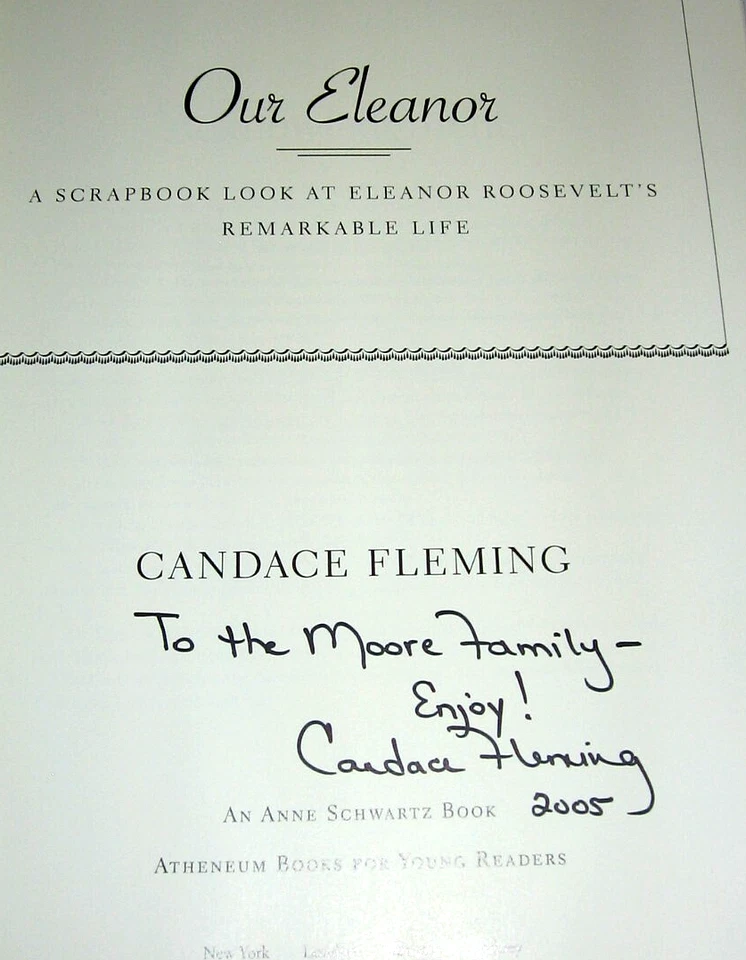 Our Eleanor
A SCRAPBOOK LOOK AT ELEANOR ROOSEVELT'S
REMARKABLE LIFE
CANDACE FLEMING
To the Moore Family –
Enjoy!
Candace Fleming
2005
AN ANNE SCHWARTZ BOOK
ATHENEUM BOOKS FOR YOUNG READERS
New York